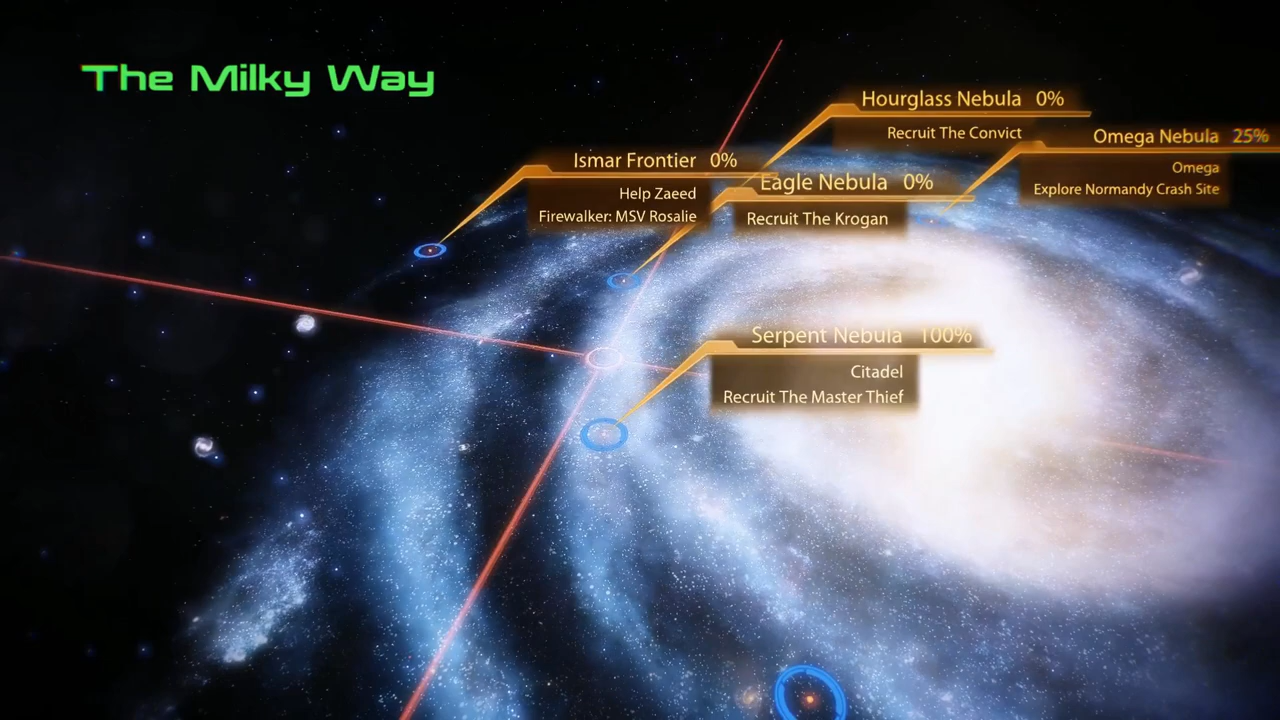 The Milky Way
Hourglass Nebula 0%
Recruit The Convict
Omega Nebula 25%
Omega
Explore Normandy Crash Site
Ismar Frontier 0%
Help Zaeed
Firewalker: MSV Rosalie
Eagle Nebula 0%
Recruit The Krogan
Serpent Nebula 100%
Citadel
Recruit The Master Thief